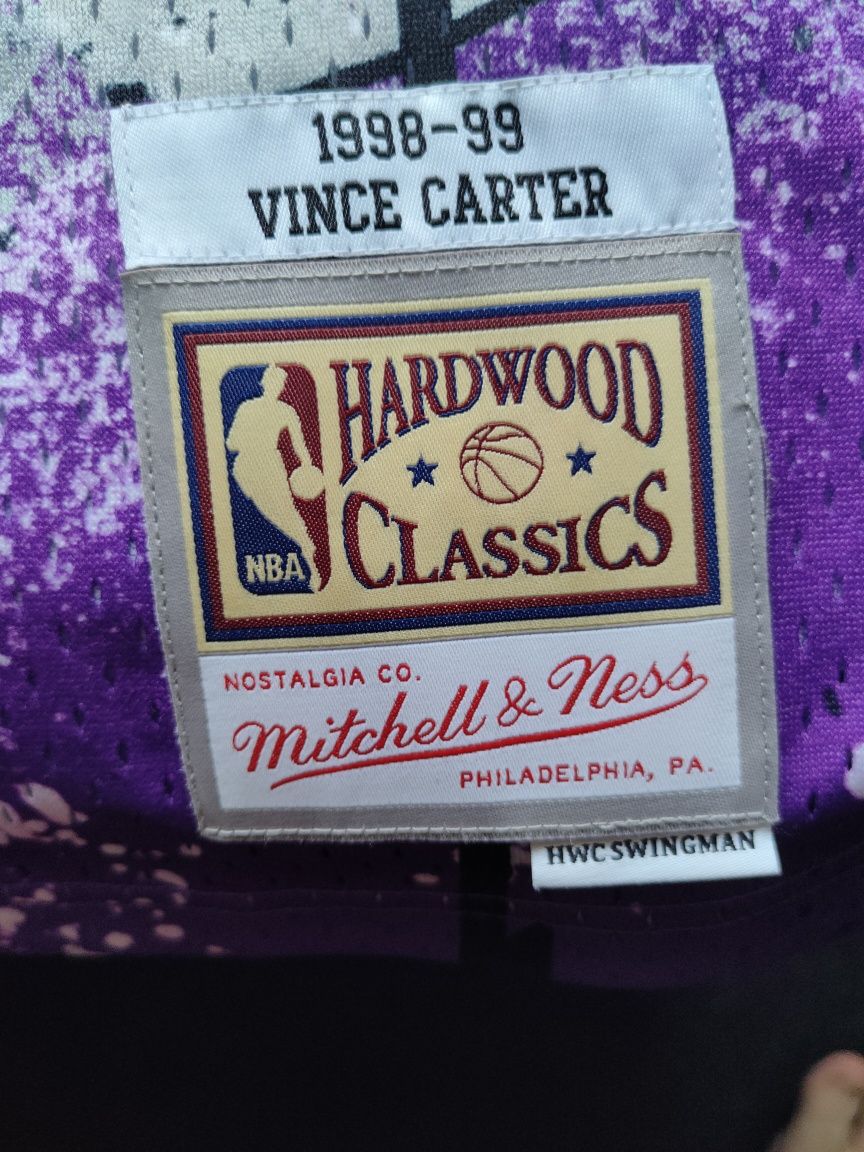 1998-99
VINCE CARTER
HARDWOOD
CLASSICS
NBA
NOSTALGIA CO.
Mitchell & Ness
PHILADELPHIA, PA.
HWC SWINGMAN